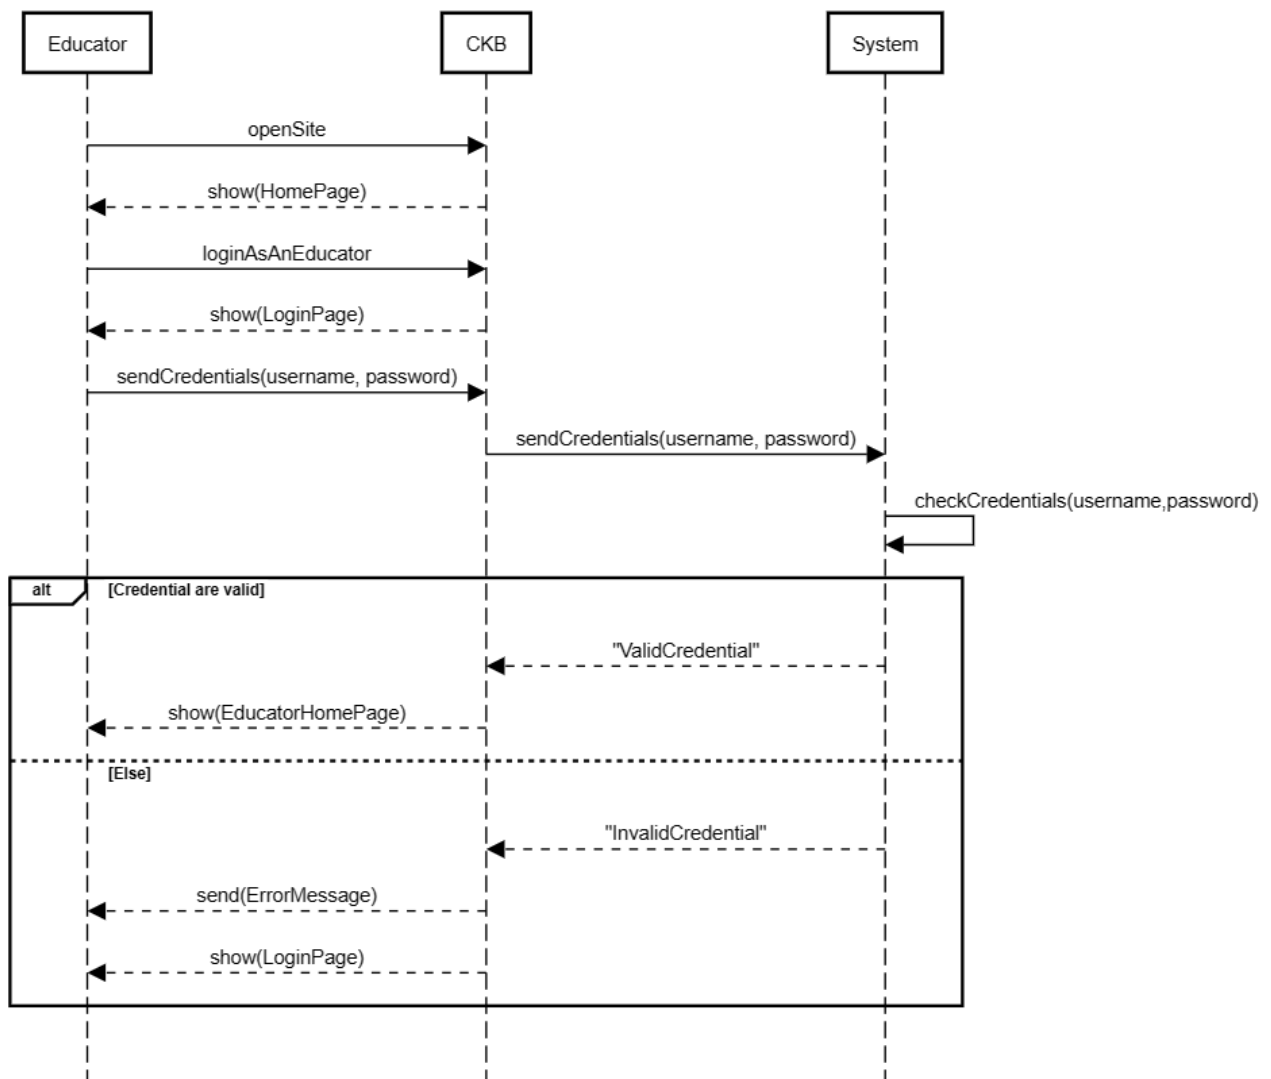 Educator
CKB
System
openSite
show(HomePage)
loginAsAnEducator
show(LoginPage)
sendCredentials(username, password)
sendCredentials(username, password)
checkCredentials(username,password)
alt
[Credential are valid]
"ValidCredential"
show(EducatorHomePage)
[Else]
"InvalidCredential"
send(ErrorMessage)
show(LoginPage)